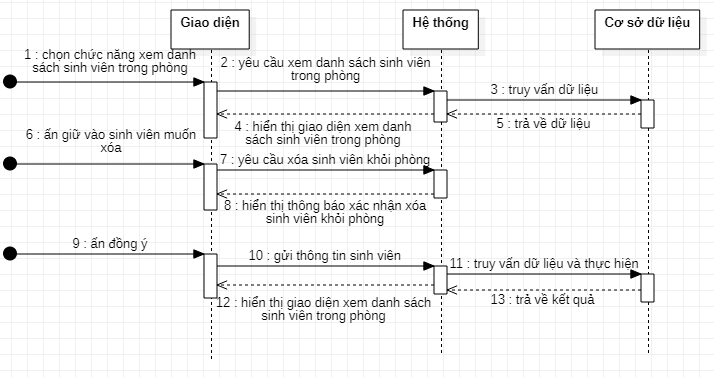 Giao diện
Hệ thống
Cơ sở dữ liệu
1 : chọn chức năng xem danh
sách sinh viên trong phòng
2 : yêu cầu xem danh sách sinh viên
trong phòng
3 : truy vấn dữ liệu
4 : hiển thị giao diện xem danh
sách sinh viên trong phòng
5 : trả về dữ liệu
6 : ấn giữ vào sinh viên muốn
xóa
7 : yêu cầu xóa sinh viên khỏi phòng
8 : hiển thị thông báo xác nhận xóa
sinh viên khỏi phòng
9 : ấn đồng ý
10 : gửi thông tin sinh viên
11 : truy vấn dữ liệu và thực hiện
12 : hiển thị giao diện xem danh sách
sinh viên trong phòng
13 : trả về kết quả